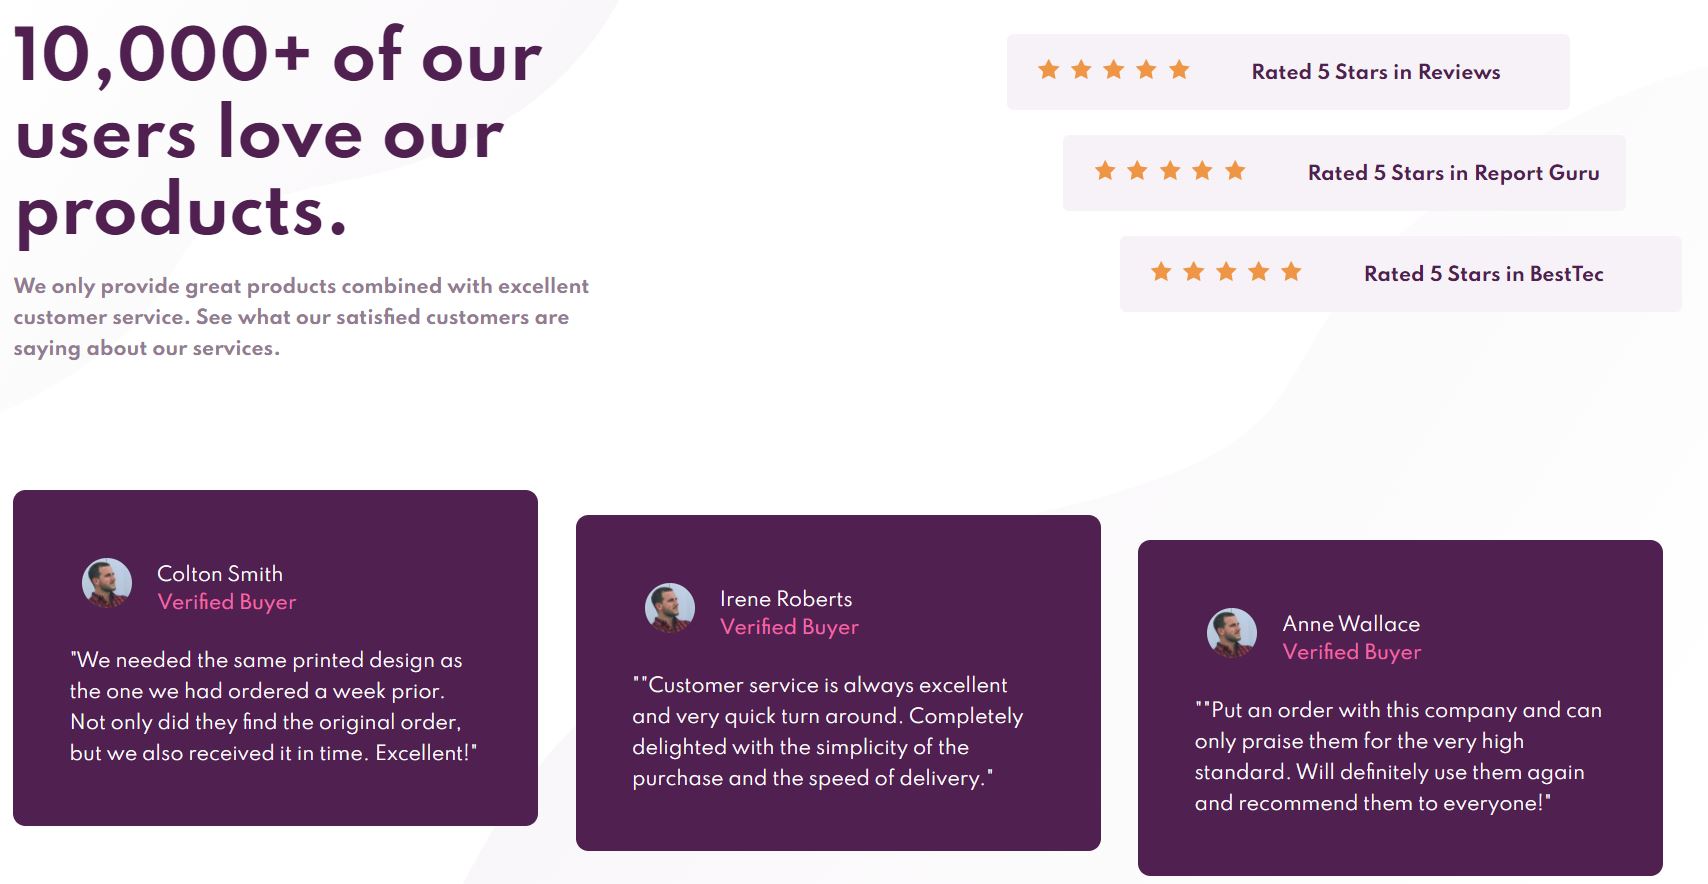 10,000+ of our
users love our
products.
We only provide great products combined with excellent
customer service. See what our satisfied customers are
saying about our services.
Rated 5 Stars in Reviews
Rated 5 Stars in Report Guru
Rated 5 Stars in BestTec
Colton Smith
Verified Buyer
"We needed the same printed design as
the one we had ordered a week prior.
Not only did they find the original order,
but we also received it in time. Excellent!"
Irene Roberts
Verified Buyer
""Customer service is always excellent
and very quick turn around. Completely
delighted with the simplicity of the
purchase and the speed of delivery."
Anne Wallace
Verified Buyer
""Put an order with this company and can
only praise them for the very high
standard. Will definitely use them again
and recommend them to everyone!"